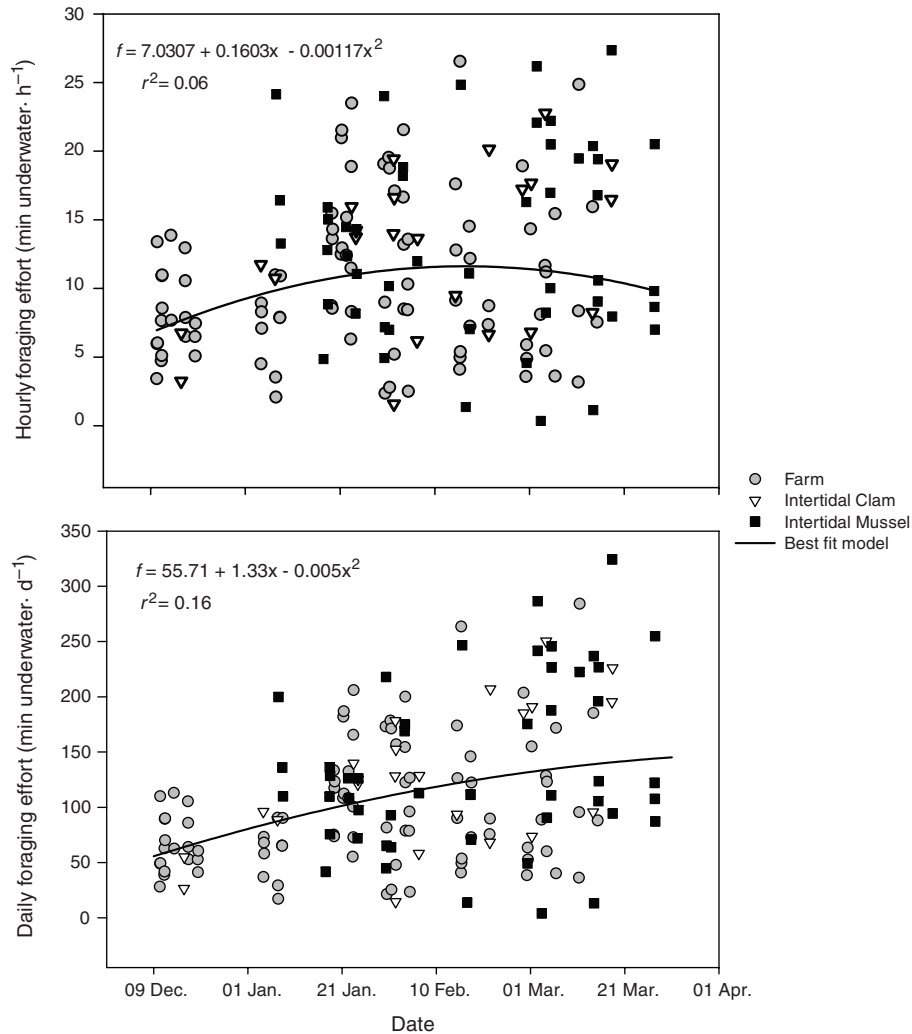 30
25
20
15
10
5
0
Hourly foraging effort (min underwater· h⁻¹)
f = 7.0307 + 0.1603x - 0.00117x²
r² = 0.06
Farm
Intertidal Clam
Intertidal Mussel
Best fit model
350
300
250
200
150
100
50
0
Daily foraging effort (min underwater· d⁻¹)
f = 55.71 + 1.33x - 0.005x²
r² = 0.16
09 Dec. 01 Jan. 21 Jan. 10 Feb. 01 Mar. 21 Mar. 01 Apr.
Date